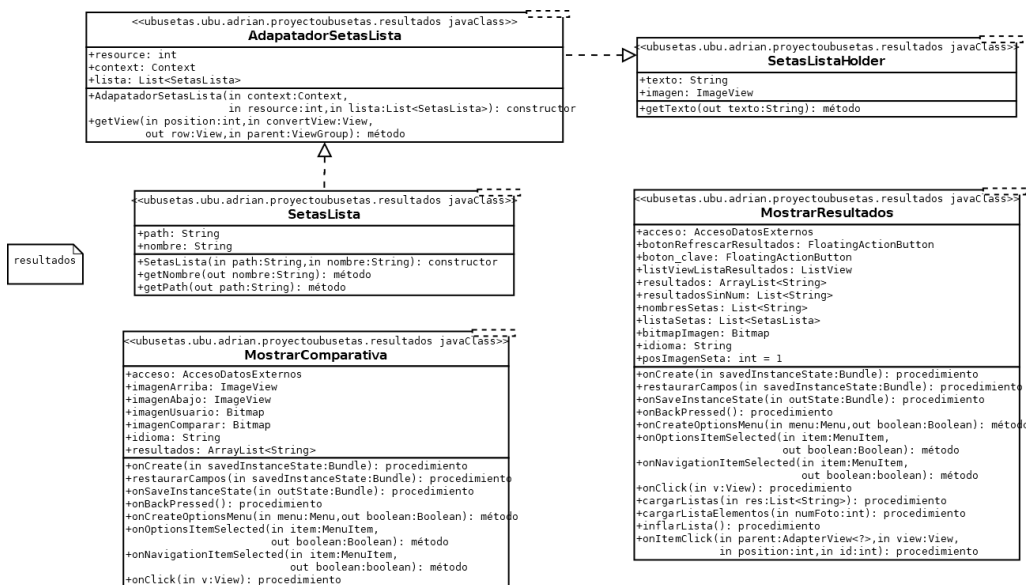 <<ubusetas.ubu.adrian.proyectoubusetas.resultados javaClass>>
AdapatadorSetasLista
+resource: int
+context: Context
+lista: List<SetasLista>
+AdapatadorSetasLista(in context:Context,
in resource:int,in lista:List<SetasLista>): constructor
+getView(in position:int,in convertView:View,
out row:View,in parent:ViewGroup): método
<<ubusetas.ubu.adrian.proyectoubusetas.resultados javaClass>>
SetasListaHolder
+texto: String
+imagen: ImageView
+getTexto(out texto:String): método
<<ubusetas.ubu.adrian.proyectoubusetas.resultados javaClass>>
SetasLista
+path: String
+nombre: String
+SetasLista(in path:String,in nombre:String): constructor
+getNombre(out nombre:String): método
+getPath(out path:String): método
resultados
<<ubusetas.ubu.adrian.proyectoubusetas.resultados javaClass>>
MostrarResultados
+acceso: AccesoDatosExternos
+botonRefrescarResultados: FloatingActionButton
+boton_clave: FloatingActionButton
+listViewListaResultados: ListView
+resultados: ArrayList<String>
+resultadosSinNum: List<String>
+nombresSetas: List<String>
+listaSetas: List<SetasLista>
+bitmapImagen: Bitmap
+idioma: String
+posImagenSeta: int = 1
+onCreate(in savedInstanceState:Bundle): procedimiento
+restaurarCampos(in savedInstanceState:Bundle): procedimiento
+onSaveInstanceState(in outState:Bundle): procedimiento
+onBackPressed(): procedimiento
+onCreateOptionsMenu(in menu:Menu,out boolean:Boolean): método
+onOptionsItemSelected(in item:MenuItem,
out boolean:Boolean): método
+onNavigationItemSelected(in item:MenuItem,
out boolean:boolean): método
+onClick(in v:View): procedimiento
+cargarListas(in res:List<String>): procedimiento
+cargarListaElementos(in numFoto:int): procedimiento
+inflarLista(): procedimiento
+onItemClick(in parent:AdapterView<?>,in view:View,
in position:int,in id:int): procedimiento
<<ubusetas.ubu.adrian.proyectoubusetas.resultados javaClass>>
MostrarComparativa
+acceso: AccesoDatosExternos
+imagenArriba: ImageView
+imagenAbajo: ImageView
+imagenUsuario: Bitmap
+imagenComparar: Bitmap
+idioma: String
+resultados: ArrayList<String>
+onCreate(in savedInstanceState:Bundle): procedimiento
+restaurarCampos(in savedInstanceState:Bundle): procedimiento
+onSaveInstanceState(in outState:Bundle): procedimiento
+onBackPressed(): procedimiento
+onCreateOptionsMenu(in menu:Menu,out boolean:Boolean): método
+onOptionsItemSelected(in item:MenuItem,
out boolean:Boolean): método
+onNavigationItemSelected(in item:MenuItem,
out boolean:boolean): método
+onClick(in v:View): procedimiento